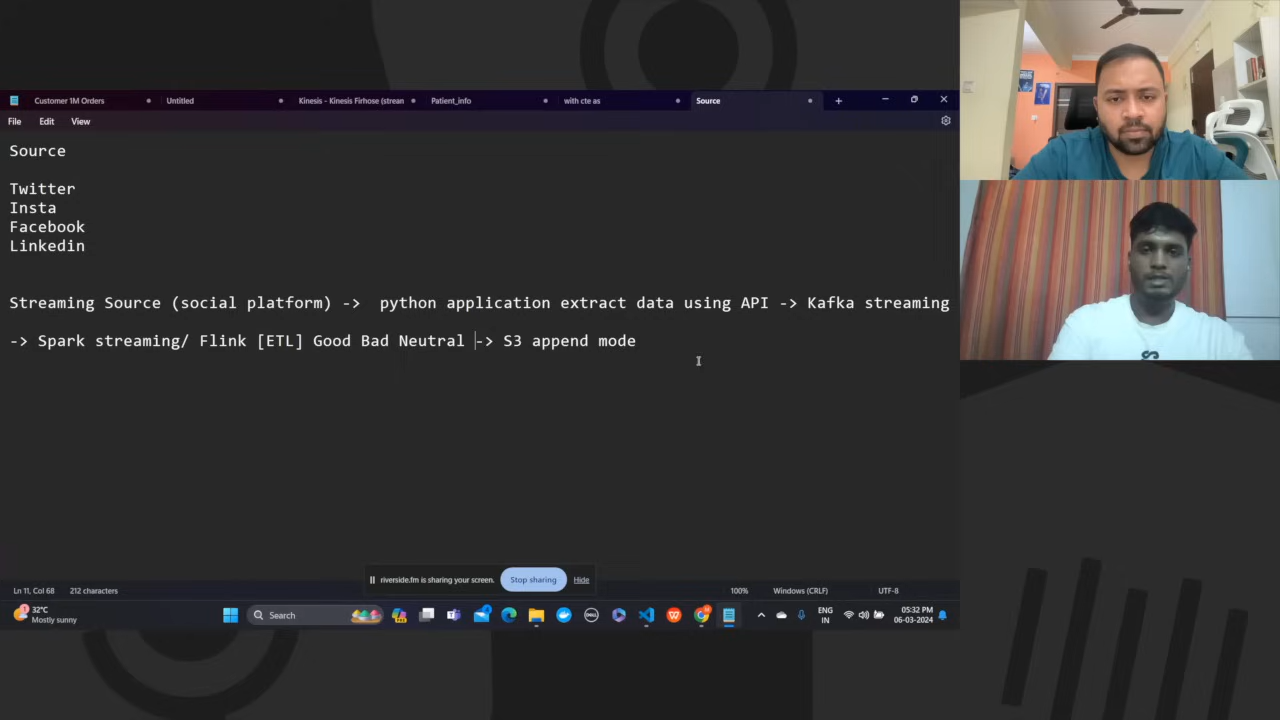 Customer 1M Orders
Untitled
Kinesis - Kinesis Firhose (strean
Patient_info
with cte as
Source
File
Edit
View
Source
Twitter
Insta
Facebook
Linkedin
Streaming Source (social platform) ->  python application extract data using API -> Kafka streaming
-> Spark streaming/ Flink [ETL] Good Bad Neutral -> S3 append mode
riverside.fm is sharing your screen.
Stop sharing
Hide
Ln 11, Col 68
212 characters
100%
Windows (CRLF)
UTF-8
1
32°C
Mostly sunny
Search
ENG
IN
05:32 PM
06-03-2024